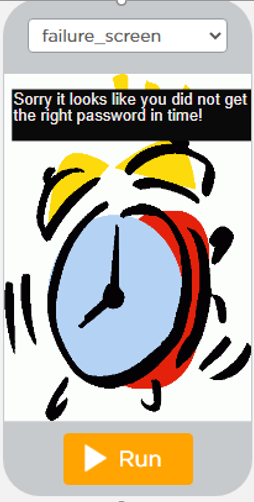 failure_screen
Sorry it looks like you did not get
the right password in time!
Run